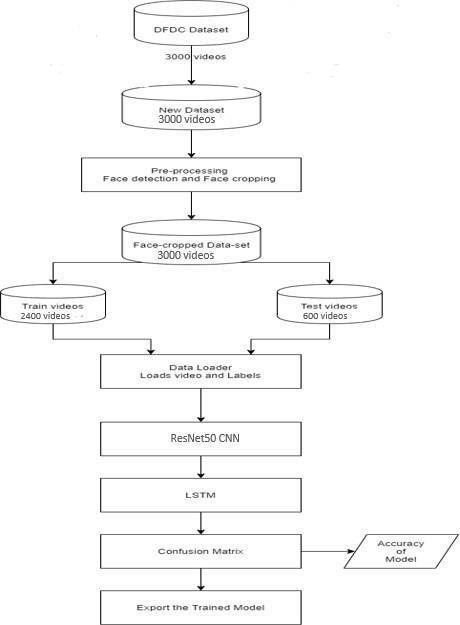 DFDC Dataset
3000 videos
New Dataset
3000 videos
Pre-processing
Face detection and Face cropping
Face-cropped Data-set
3000 videos
Train videos
2400 videos
Test videos
600 videos
Data Loader
Loads video and Labels
ResNet50 CNN
LSTM
Confusion Matrix
Accuracy
of
Model
Export the Trained Model